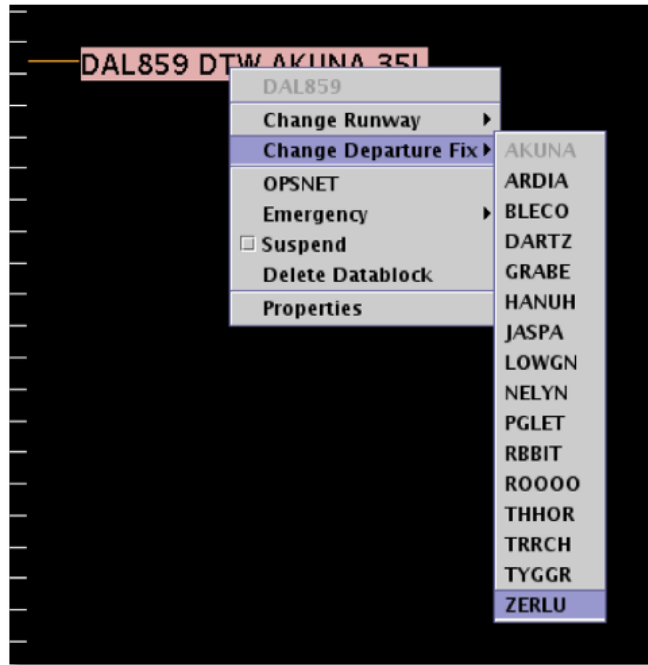 DAL859 DTW AKUNA 35L
DAL859
Change Runway
Change Departure Fix
OPSNET
Emergency
Suspend
Delete Datablock
Properties
AKUNA
ARDIA
BLECO
DARTZ
GRABE
HANUH
JASPA
LOWGN
NELYN
PGLET
RBBIT
ROOOO
THHOR
TRRCH
TYGGR
ZERLU